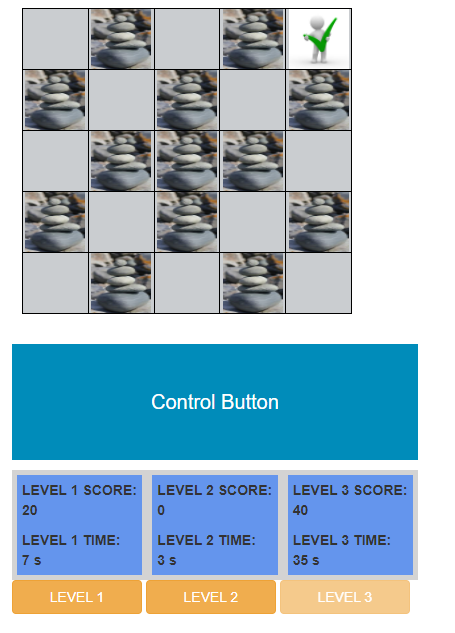 Control Button
LEVEL 1 SCORE:
20
LEVEL 1 TIME:
7 s
LEVEL 2 SCORE:
0
LEVEL 2 TIME:
3 s
LEVEL 3 SCORE:
40
LEVEL 3 TIME:
35 s
LEVEL 1
LEVEL 2
LEVEL 3